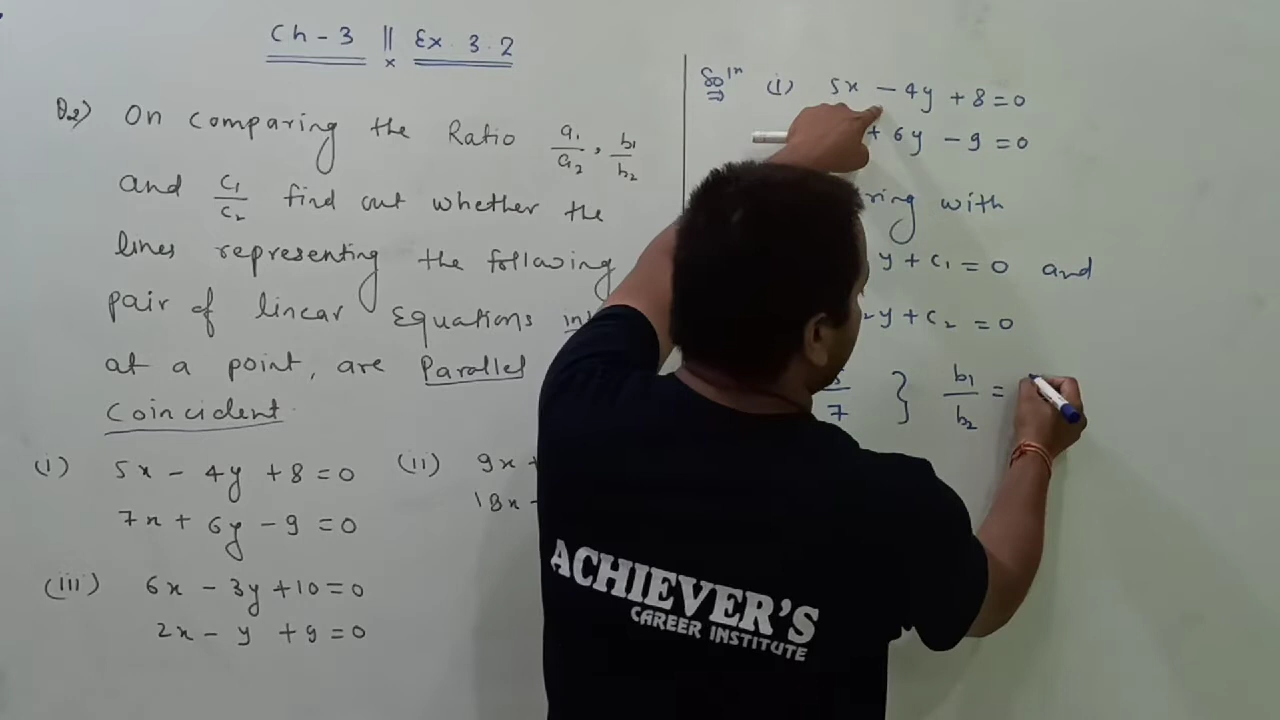 Ch-3 || Ex. 3.2
Q2) On comparing the Ratio a₁/a₂, b₁/b₂
and c₁/c₂ find out whether the
lines representing the following
pair of linear Equations
at a point, are Parallel
Coincident.
(i) 5x - 4y + 8 = 0
7x + 6y - 9 = 0
(ii) 9x +
18x -
(iii) 6x - 3y + 10 = 0
2x - y + 9 = 0
Solⁿ (i) 5x - 4y + 8 = 0
+ 6y - 9 = 0
ring with
y + c₁ = 0 and
₂y + c₂ = 0
7 } b₁/b₂ =
ACHIEVER'S
CAREER INSTITUTE